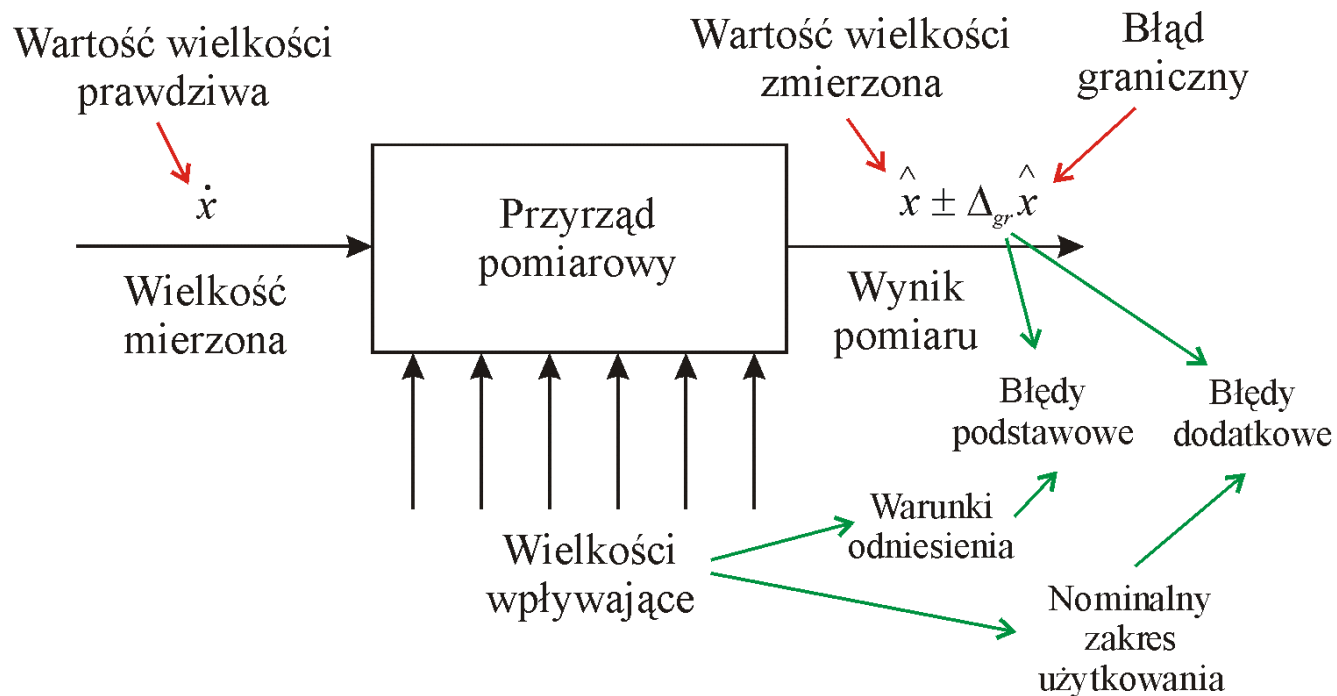 Wartość wielkości
prawdziwa
Wartość wielkości
zmierzona
Błąd
graniczny
ẋ
Przyrząd
pomiarowy
x̂ ± Δgr x̂
Wielkość
mierzona
Wynik
pomiaru
Błędy
podstawowe
Błędy
dodatkowe
Wielkości
wpływające
Warunki
odniesienia
Nominalny
zakres
użytkowania